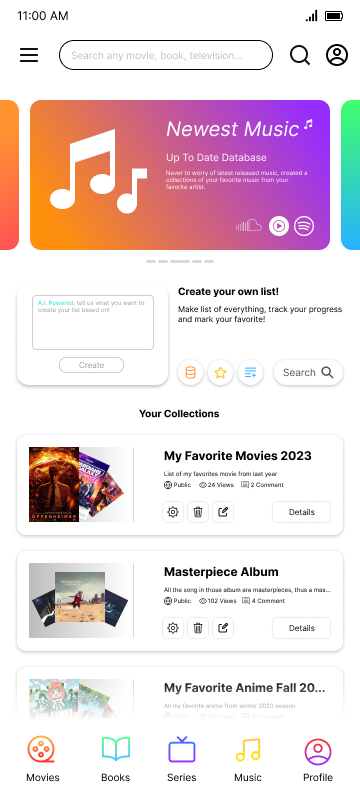 11:00 AM
Search any movie, book, television...
Newest Music
Up To Date Database
Never to worry of latest released music, created a
collections of your favorite music from your
favorite artist.
A.I. Powered, tell us what you want to
create your list based on!
Create
Create your own list!
Make list of everything, track your progress
and mark your favorite!
Search
Your Collections
OPPENHEIMER
My Favorite Movies 2023
List of my favorites movie from last year
Public 24 Views 2 Comment
Details
Masterpiece Album
All the song in those album are masterpieces, thus a mas...
Public 102 Views 4 Comment
Details
My Favorite Anime Fall 20...
All my favorite anime from winter 2023 season
Movies Books Series Music Profile